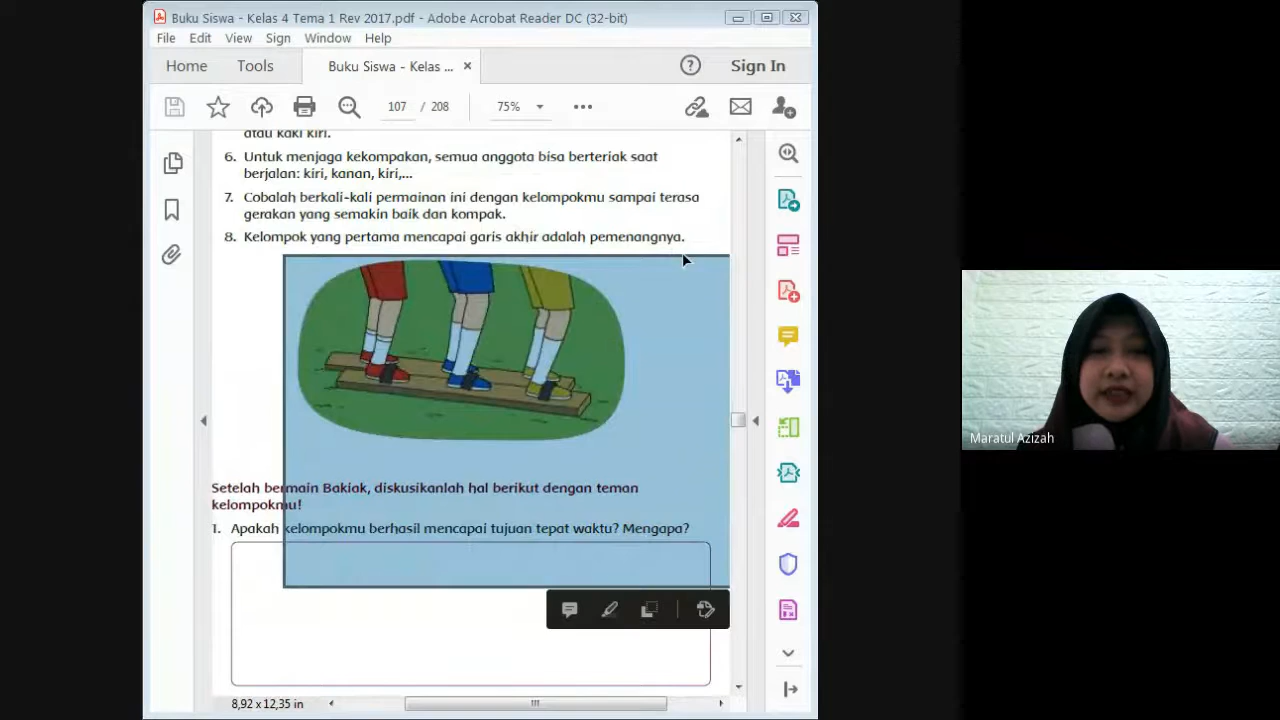 Buku Siswa - Kelas 4 Tema 1 Rev 2017.pdf - Adobe Acrobat Reader DC (32-bit)
File Edit View Sign Window Help
Home Tools Buku Siswa - Kelas ... × Sign In
107 / 208 75%
atau kaki kiri.
6. Untuk menjaga kekompakan, semua anggota bisa berteriak saat
berjalan: kiri, kanan, kiri,...
7. Cobalah berkali-kali permainan ini dengan kelompokmu sampai terasa
gerakan yang semakin baik dan kompak.
8. Kelompok yang pertama mencapai garis akhir adalah pemenangnya.
Setelah bermain Bakiak, diskusikanlah hal berikut dengan teman
kelompokmu!
1. Apakah kelompokmu berhasil mencapai tujuan tepat waktu? Mengapa?
8,92 x 12,35 in
Maratul Azizah